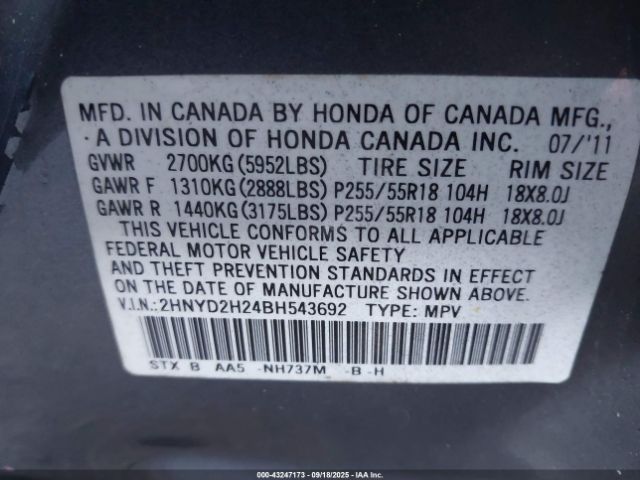 MFD. IN CANADA BY HONDA OF CANADA MFG.,
A DIVISION OF HONDA CANADA INC. 07/'11
GVWR 2700KG(5952LBS) TIRE SIZE RIM SIZE
GAWR F 1310KG(2888LBS) P255/55R18 104H 18X8.0J
GAWR R 1440KG(3175LBS) P255/55R18 104H 18X8.0J
THIS VEHICLE CONFORMS TO ALL APPLICABLE
FEDERAL MOTOR VEHICLE SAFETY
AND THEFT PREVENTION STANDARDS IN EFFECT
ON THE DATE OF MANUFACTURE SHOWN ABOVE.
V.I.N.:2HNYD2H24BH543692 TYPE: MPV
STX B AA5 -NH737M -B -H
000-43247173 - 09/18/2025 - IAAI, Inc.